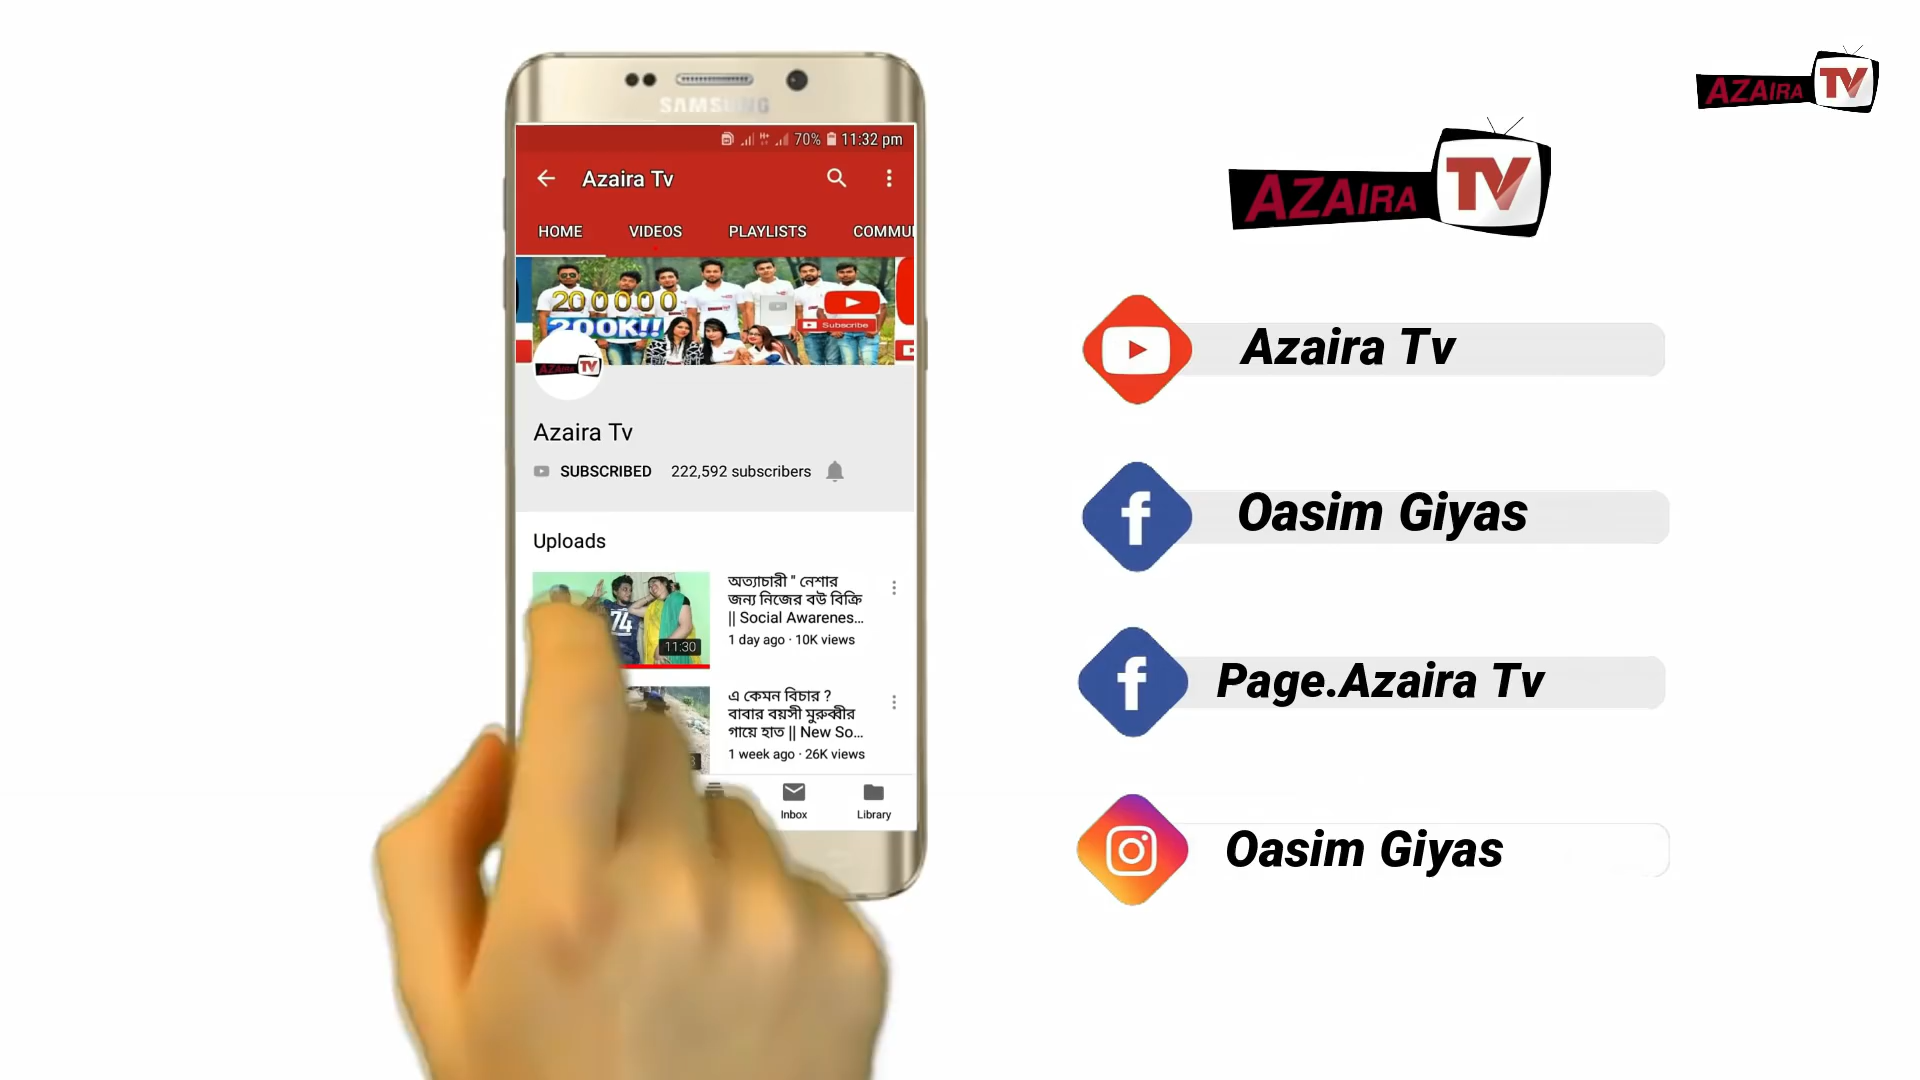 SAMSUNG
70% 11:32 pm
Azaira Tv
HOME VIDEOS PLAYLISTS COMMU
200000
200K!!
Subscribe
AZAIRA TV
Azaira Tv
SUBSCRIBED 222,592 subscribers
Uploads
অত্যাচারী " নেশার
জন্য নিজের বউ বিক্রি
|| Social Awarenes...
1 day ago · 10K views
74
11:30
এ কেমন বিচার ?
বাবার বয়সী মুরুব্বীর
গায়ে হাত || New So...
1 week ago · 26K views
Inbox
Library
AZAIRA TV
AZAIRA TV
Azaira Tv
Oasim Giyas
Page.Azaira Tv
Oasim Giyas